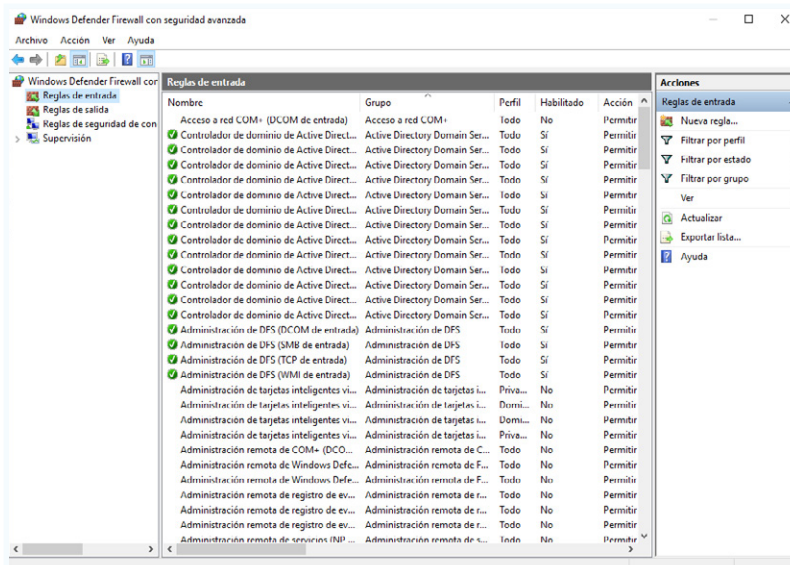 Windows Defender Firewall con seguridad avanzada
Archivo Acción Ver Ayuda
Windows Defender Firewall cor
Reglas de entrada
Reglas de salida
Reglas de seguridad de con
Supervisión
Reglas de entrada
Nombre Grupo Perfil Habilitado Acción
Acceso a red COM+ (DCOM de entrada) Acceso a red COM+ Todo No Permitir
Controlador de dominio de Active Direct... Active Directory Domain Ser... Todo Sí Permitir
Controlador de dominio de Active Direct... Active Directory Domain Ser... Todo Sí Permitir
Controlador de dominio de Active Direct... Active Directory Domain Ser... Todo Sí Permitir
Controlador de dominio de Active Direct... Active Directory Domain Ser... Todo Sí Permitir
Controlador de dominio de Active Direct... Active Directory Domain Ser... Todo Sí Permitir
Controlador de dominio de Active Direct... Active Directory Domain Ser... Todo Sí Permitir
Controlador de dominio de Active Direct... Active Directory Domain Ser... Todo Sí Permitir
Controlador de dominio de Active Direct... Active Directory Domain Ser... Todo Sí Permitir
Controlador de dominio de Active Direct... Active Directory Domain Ser... Todo Sí Permitir
Controlador de dominio de Active Direct... Active Directory Domain Ser... Todo Sí Permitir
Controlador de dominio de Active Direct... Active Directory Domain Ser... Todo Sí Permitir
Controlador de dominio de Active Direct... Active Directory Domain Ser... Todo Sí Permitir
Controlador de dominio de Active Direct... Active Directory Domain Ser... Todo Sí Permitir
Administración de DFS (DCOM de entrada) Administración de DFS Todo Sí Permitir
Administración de DFS (SMB de entrada) Administración de DFS Todo Sí Permitir
Administración de DFS (TCP de entrada) Administración de DFS Todo Sí Permitir
Administración de DFS (WMI de entrada) Administración de DFS Todo Sí Permitir
Administración de tarjetas inteligentes vi... Administración de tarjetas i... Priva... No Permitir
Administración de tarjetas inteligentes vi... Administración de tarjetas i... Domi... No Permitir
Administración de tarjetas inteligentes vi... Administración de tarjetas i... Domi... No Permitir
Administración de tarjetas inteligentes vi... Administración de tarjetas i... Priva... No Permitir
Administración remota de COM+ (DCO... Administración remota de C... Todo No Permitir
Administración remota de Windows Defe... Administración remota de F... Todo No Permitir
Administración remota de Windows Defe... Administración remota de F... Todo No Permitir
Administración remota de registro de ev... Administración remota de r... Todo No Permitir
Administración remota de registro de ev... Administración remota de r... Todo No Permitir
Administración remota de registro de ev... Administración remota de r... Todo No Permitir
Administración remota de servicios (NP ... Administración remota de s... Todo No Permitir
Acciones
Reglas de entrada
Nueva regla...
Filtrar por perfil
Filtrar por estado
Filtrar por grupo
Ver
Actualizar
Exportar lista...
Ayuda